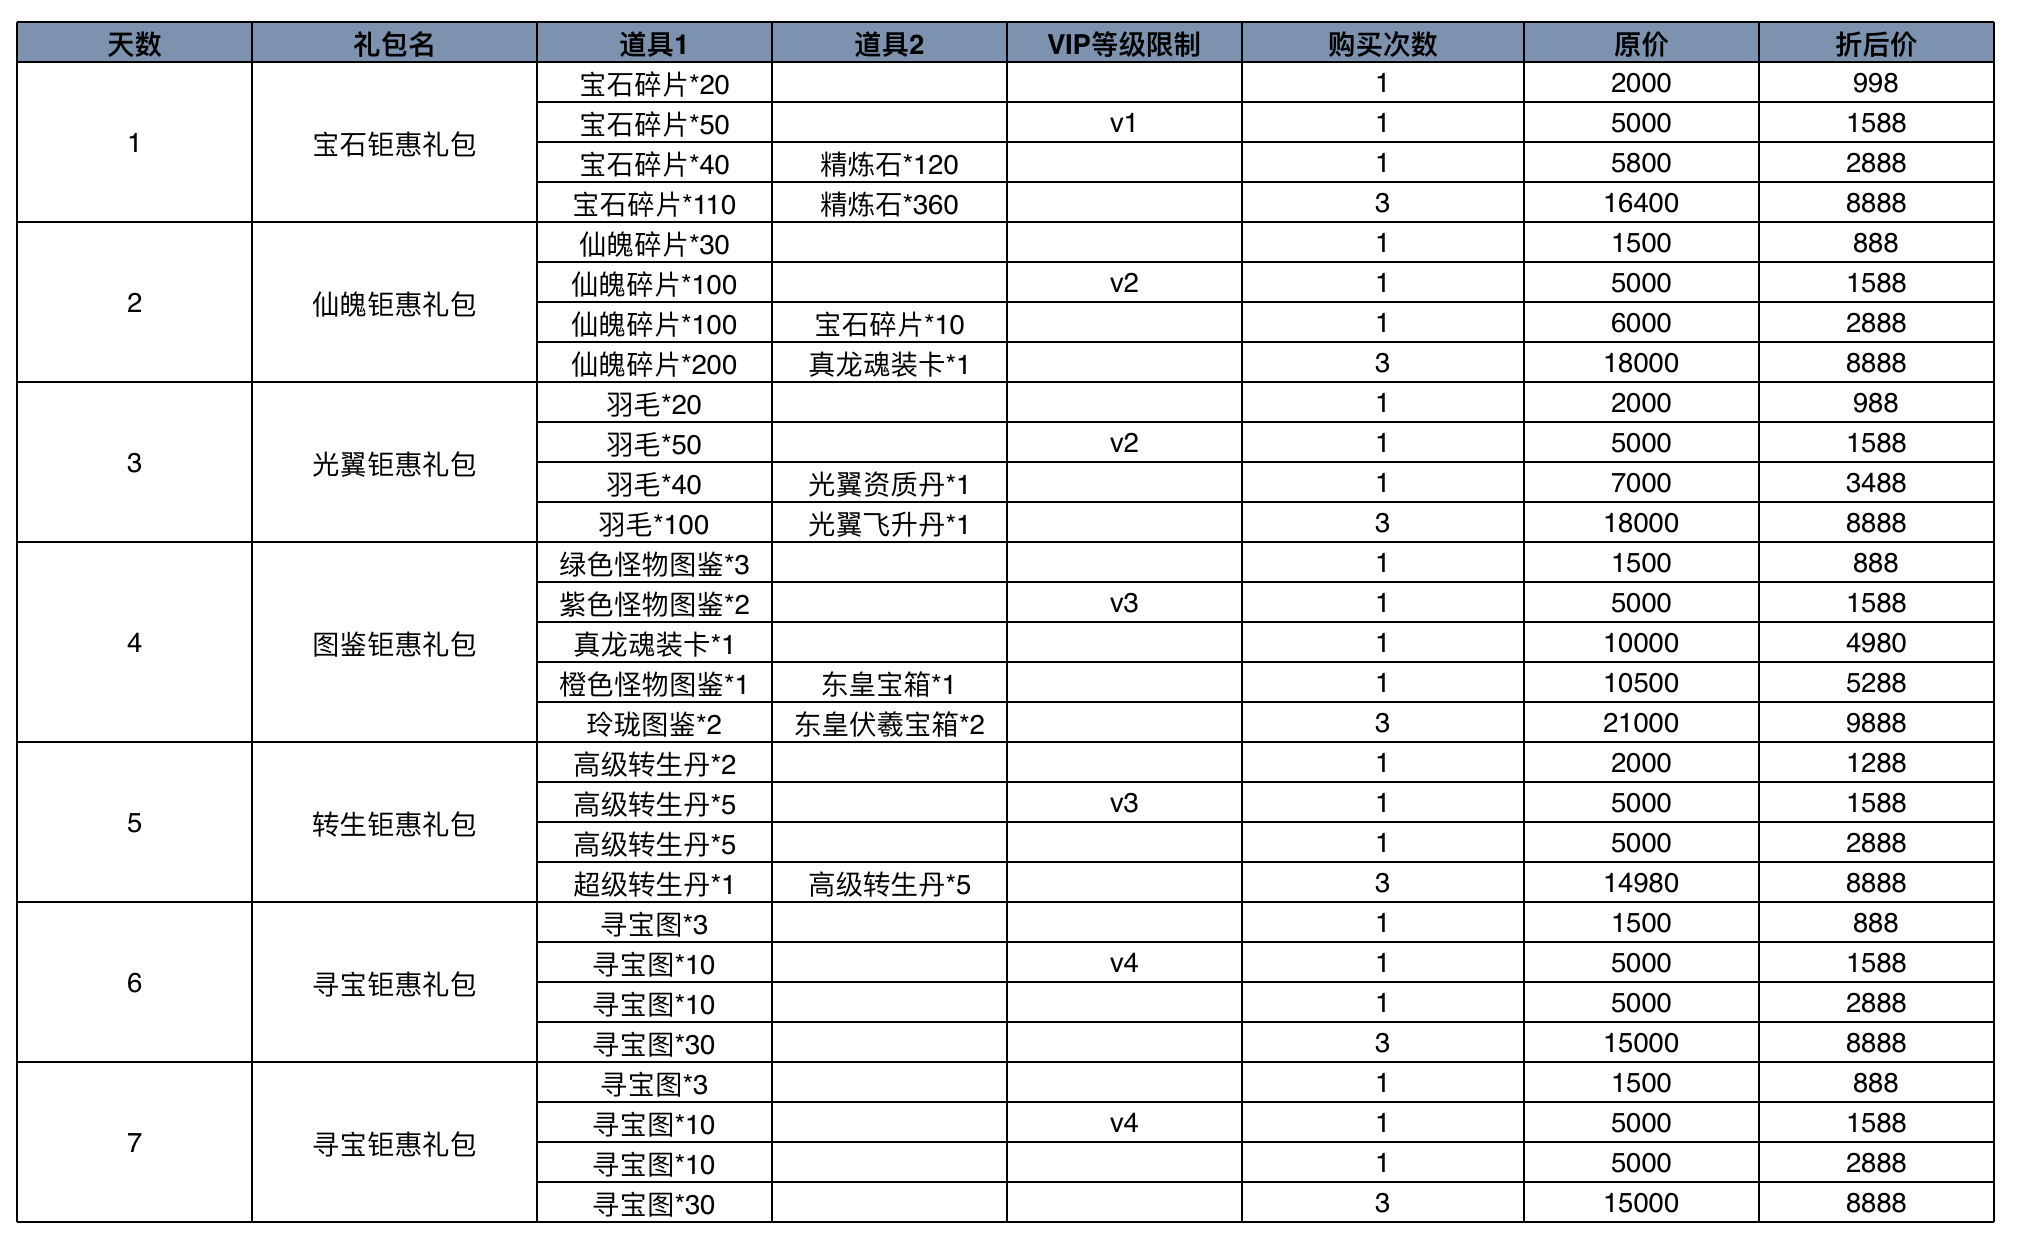 天数 礼包名 道具1 道具2 VIP等级限制 购买次数 原价 折后价
1 宝石钜惠礼包 宝石碎片*20 1 2000 998
宝石碎片*50 v1 1 5000 1588
宝石碎片*40 精炼石*120 1 5800 2888
宝石碎片*110 精炼石*360 3 16400 8888
2 仙魄钜惠礼包 仙魄碎片*30 1 1500 888
仙魄碎片*100 v2 1 5000 1588
仙魄碎片*100 宝石碎片*10 1 6000 2888
仙魄碎片*200 真龙魂装卡*1 3 18000 8888
3 光翼钜惠礼包 羽毛*20 1 2000 988
羽毛*50 v2 1 5000 1588
羽毛*40 光翼资质丹*1 1 7000 3488
羽毛*100 光翼飞升丹*1 3 18000 8888
4 图鉴钜惠礼包 绿色怪物图鉴*3 1 1500 888
紫色怪物图鉴*2 v3 1 5000 1588
真龙魂装卡*1 1 10000 4980
橙色怪物图鉴*1 东皇宝箱*1 1 10500 5288
玲珑图鉴*2 东皇伏羲宝箱*2 3 21000 9888
5 转生钜惠礼包 高级转生丹*2 1 2000 1288
高级转生丹*5 v3 1 5000 1588
高级转生丹*5 1 5000 2888
超级转生丹*1 高级转生丹*5 3 14980 8888
6 寻宝钜惠礼包 寻宝图*3 1 1500 888
寻宝图*10 v4 1 5000 1588
寻宝图*10 1 5000 2888
寻宝图*30 3 15000 8888
7 寻宝钜惠礼包 寻宝图*3 1 1500 888
寻宝图*10 v4 1 5000 1588
寻宝图*10 1 5000 2888
寻宝图*30 3 15000 8888